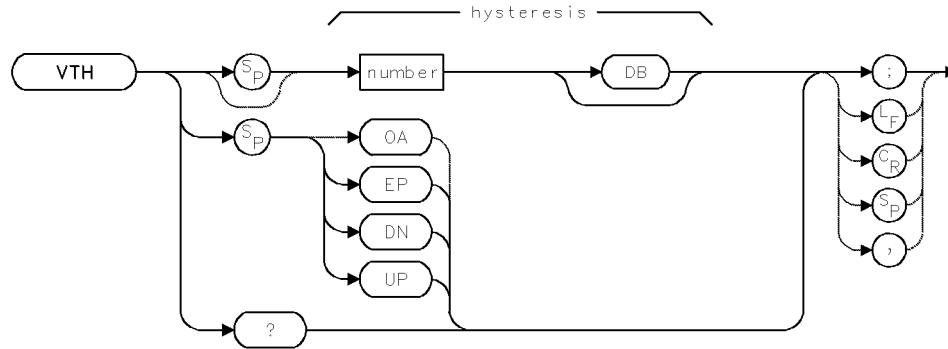 hysteresis
VTH
SP
number
DB
;
SP
OA
LF
EP
CR
DN
SP
UP
,
?